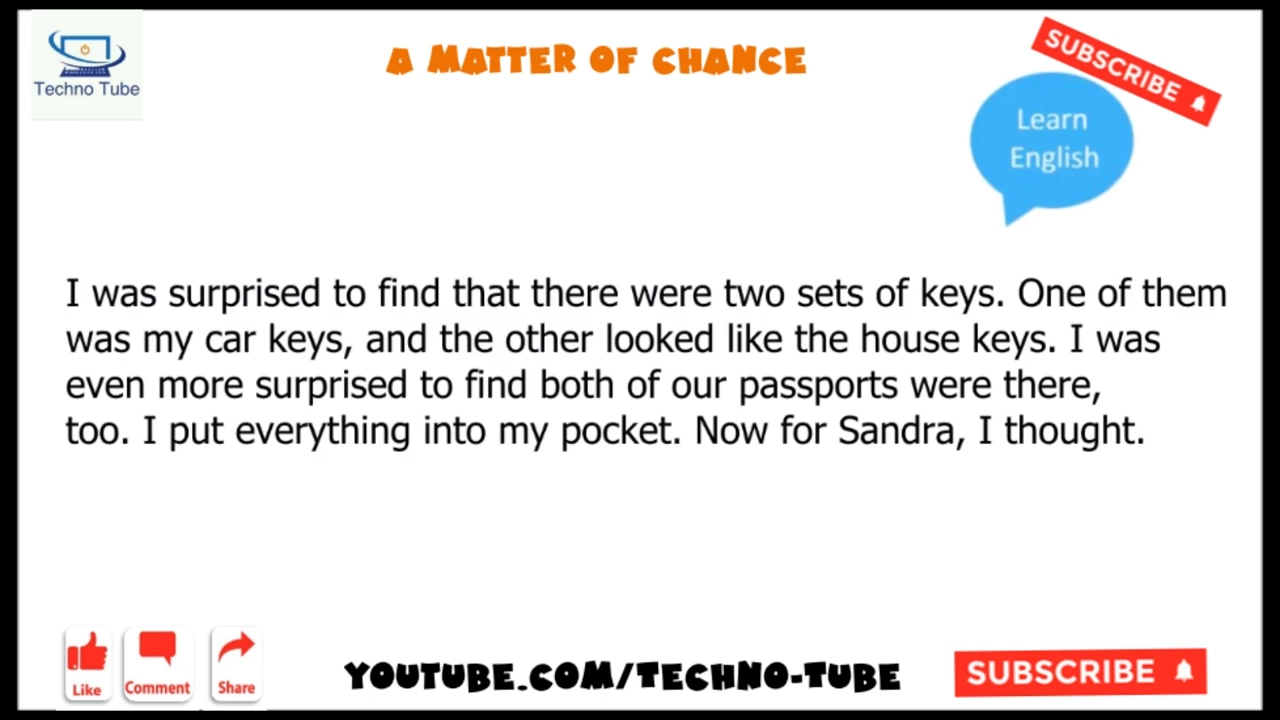 Techno Tube
A MATTER OF CHANCE
SUBSCRIBE
Learn
English
I was surprised to find that there were two sets of keys. One of them
was my car keys, and the other looked like the house keys. I was
even more surprised to find both of our passports were there,
too. I put everything into my pocket. Now for Sandra, I thought.
Like
Comment
Share
YOUTUBE.COM/TECHNO-TUBE
SUBSCRIBE